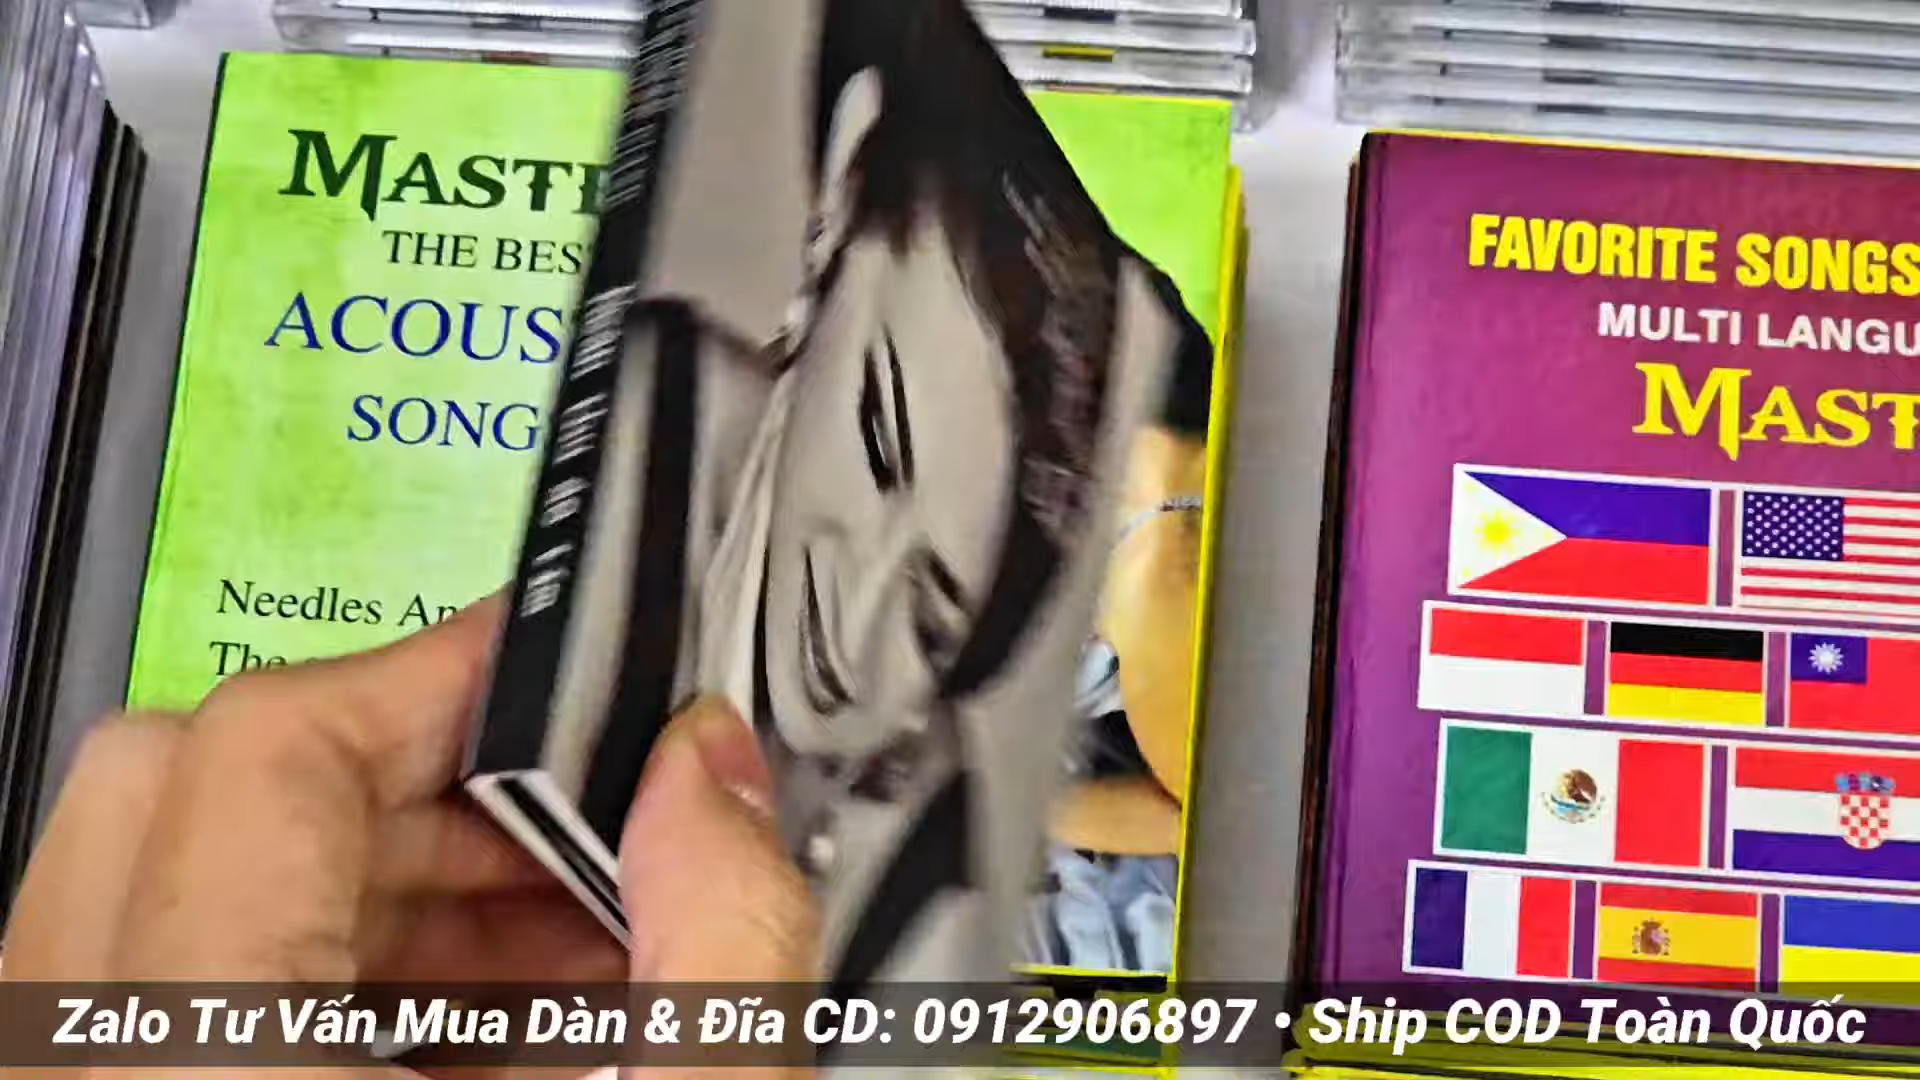 MASTE
THE BES
ACOUS
SONG
Needles An
The
FAVORITE SONGS
MULTI LANGU
MAST
Zalo Tư Vấn Mua Dàn & Đĩa CD: 0912906897 • Ship COD Toàn Quốc